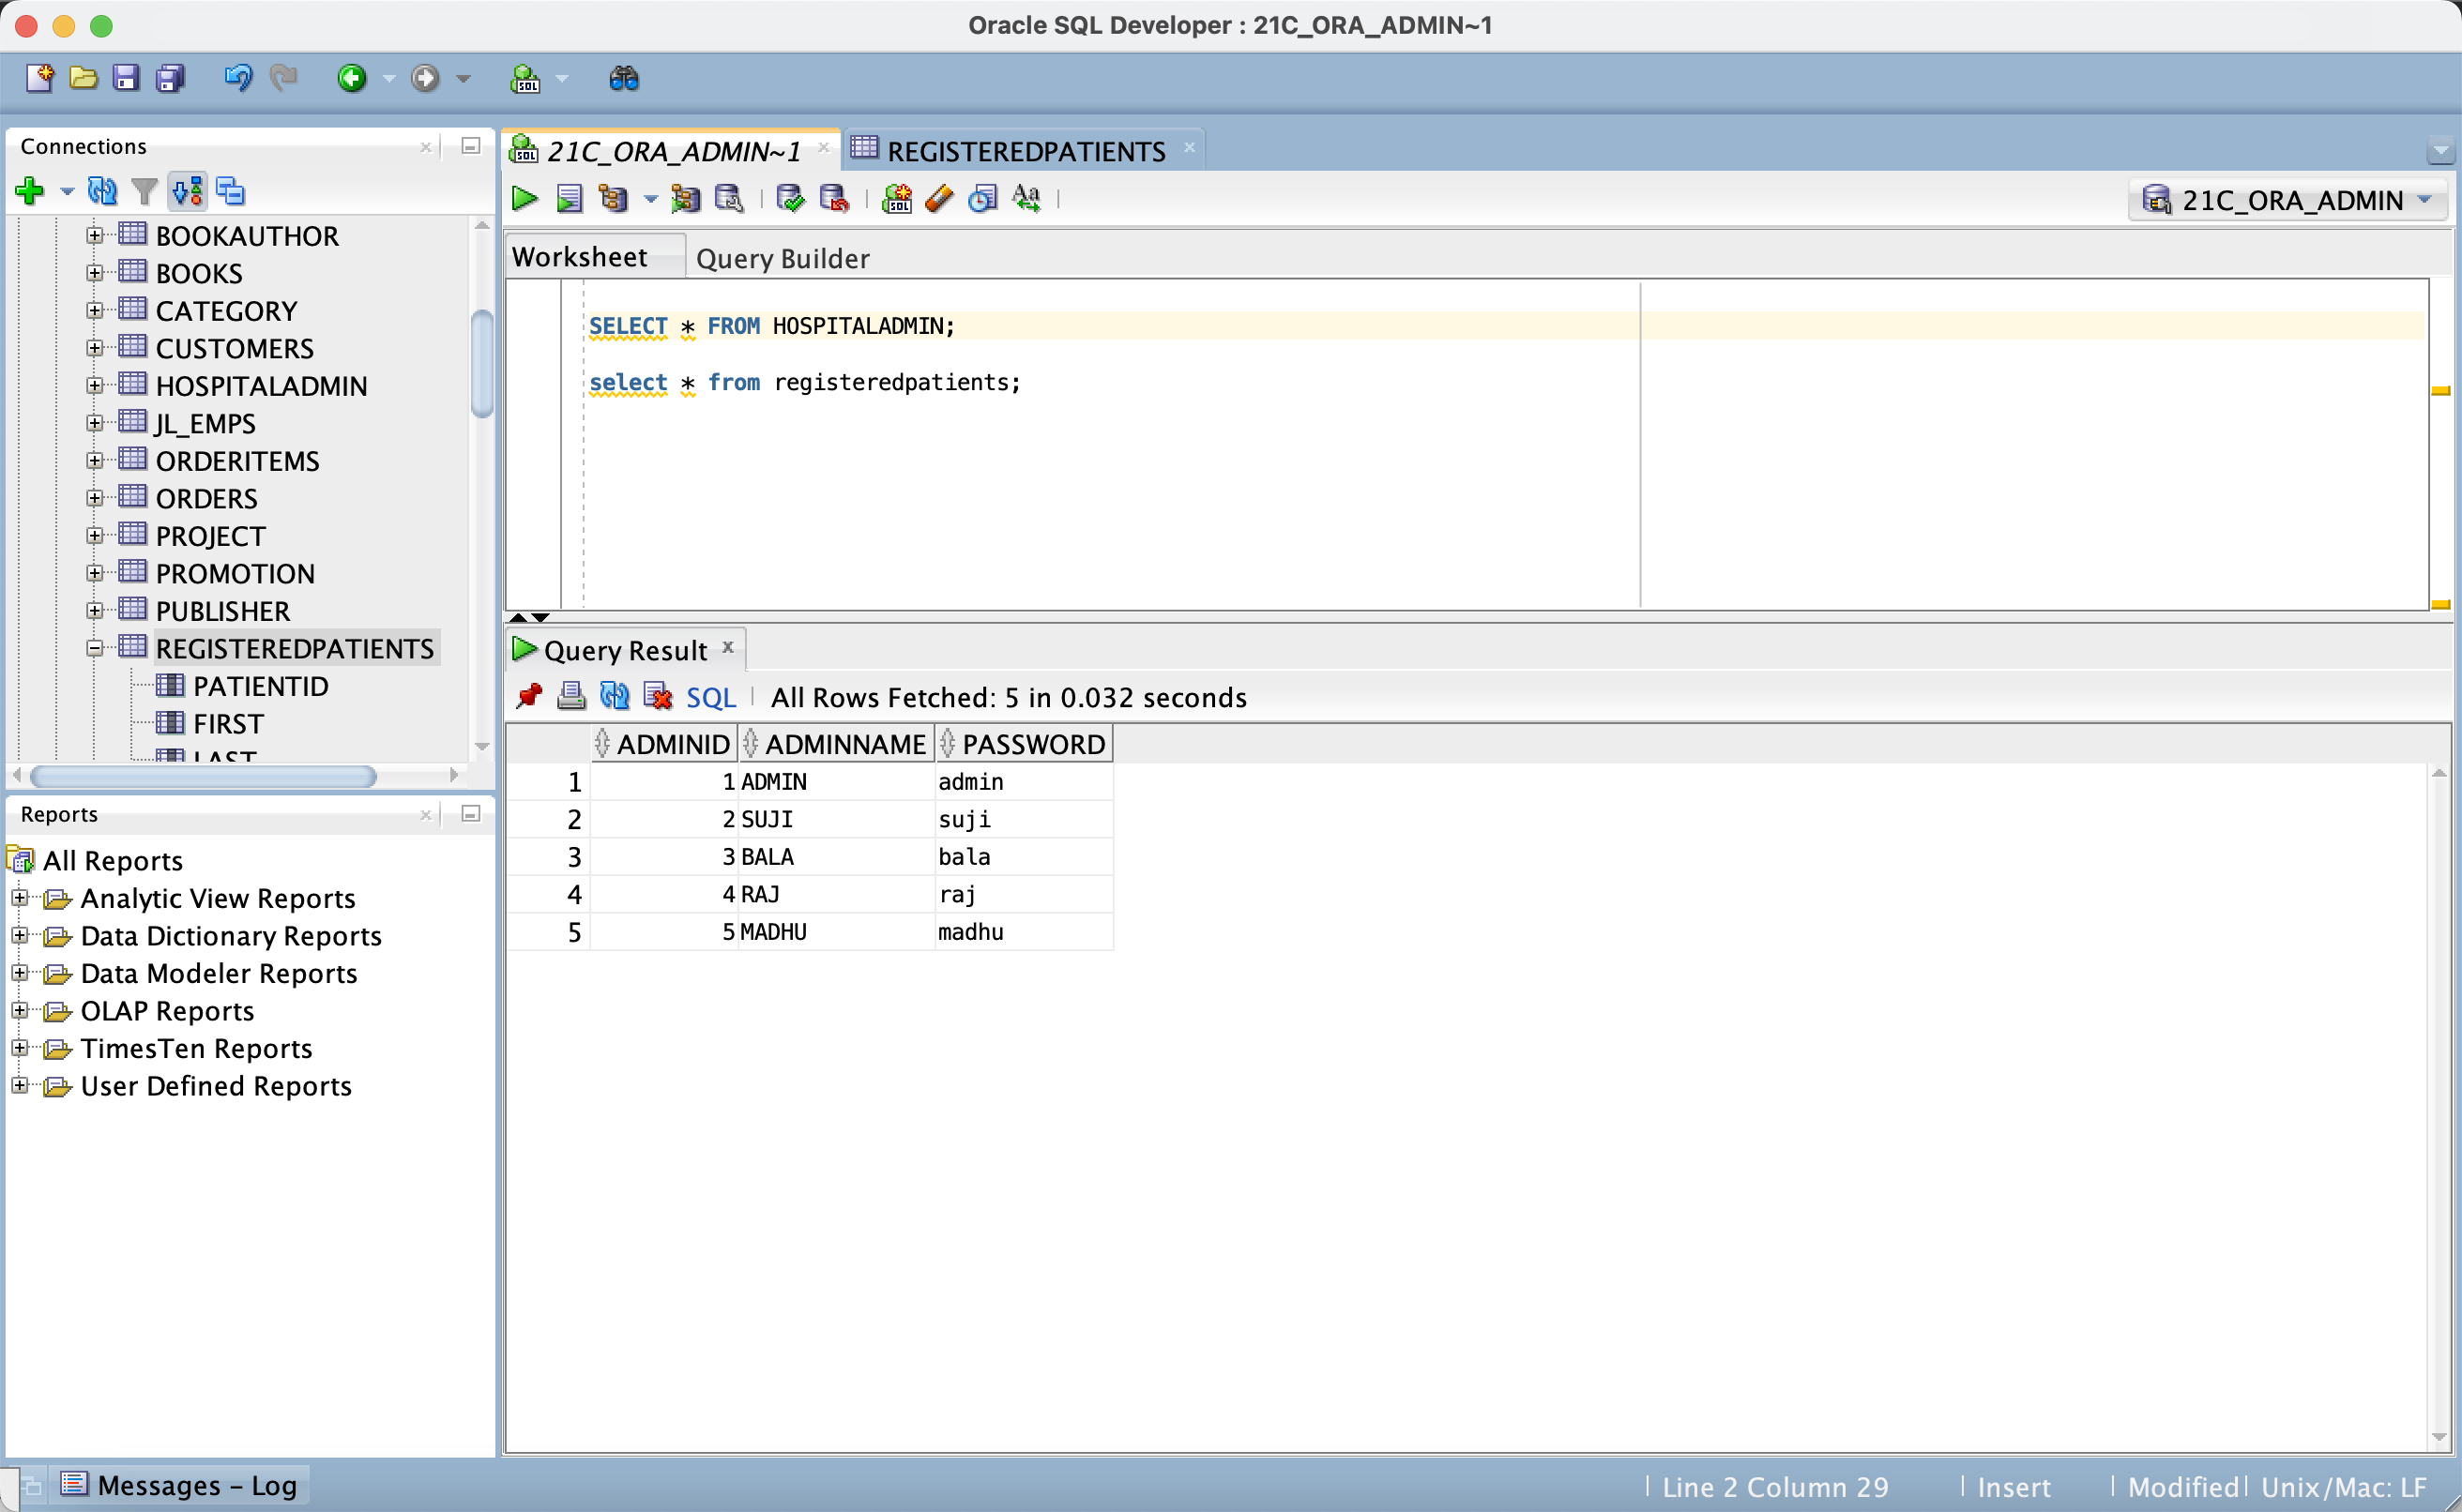 Oracle SQL Developer : 21C_ORA_ADMIN~1
Connections
BOOKAUTHOR
BOOKS
CATEGORY
CUSTOMERS
HOSPITALADMIN
JL_EMPS
ORDERITEMS
ORDERS
PROJECT
PROMOTION
PUBLISHER
REGISTEREDPATIENTS
PATIENTID
FIRST
LAST
Reports
All Reports
Analytic View Reports
Data Dictionary Reports
Data Modeler Reports
OLAP Reports
TimesTen Reports
User Defined Reports
21C_ORA_ADMIN~1 REGISTEREDPATIENTS
21C_ORA_ADMIN
Worksheet Query Builder
SELECT * FROM HOSPITALADMIN;
select * from registeredpatients;
Query Result
SQL All Rows Fetched: 5 in 0.032 seconds
ADMINID ADMINNAME PASSWORD
1 1 ADMIN admin
2 2 SUJI suji
3 3 BALA bala
4 4 RAJ raj
5 5 MADHU madhu
Messages - Log
Line 2 Column 29 Insert Modified Unix/Mac: LF